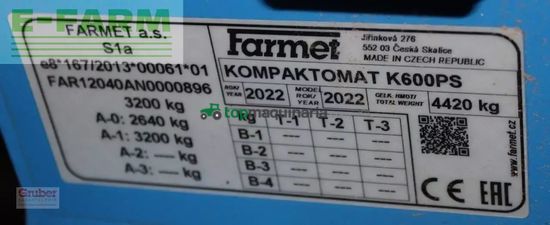 E-FARM
FARMET a.s.
S1a
e8*167/2013*00061*01
FAR12040AN0000896
3200 kg
A-0: 2640 kg
A-1: 3200 kg
A-2: --- kg
A-3: --- kg
Farmet
Jiřinková 276
552 03 Česká Skalice
MADE IN CZECH REPUBLIC
KOMPAKTOMAT K600PS
ROK/YEAR 2022 MODEL ROK/YEAR 2022 CELK. HMOT/TOTAL WEIGHT 4420 kg
topmaquinaria
kg T-1 T-2 T-3
B-1 --- --- ---
B-2 --- --- ---
B-3 --- --- ---
B-4 --- --- ---
www.farmet.cz
CE EAC
Gruber